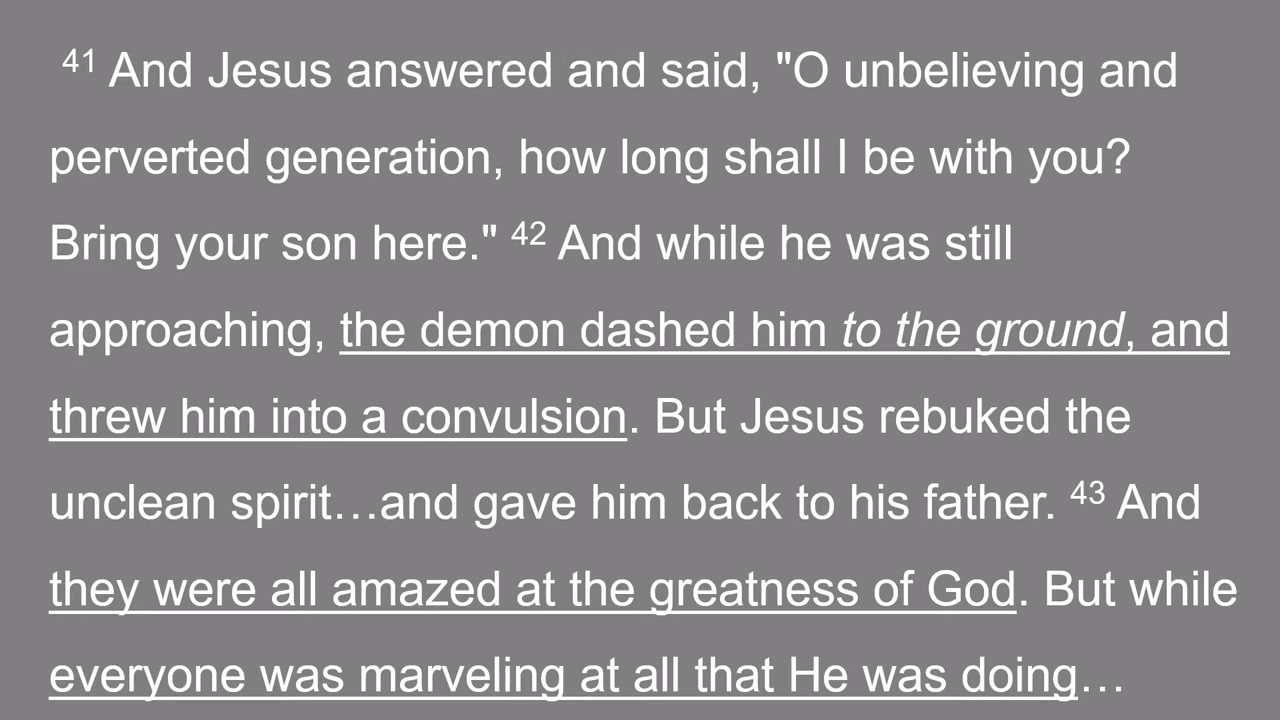 41 And Jesus answered and said, "O unbelieving and
perverted generation, how long shall I be with you?
Bring your son here." 42 And while he was still
approaching, the demon dashed him to the ground, and
threw him into a convulsion. But Jesus rebuked the
unclean spirit…and gave him back to his father. 43 And
they were all amazed at the greatness of God. But while
everyone was marveling at all that He was doing…